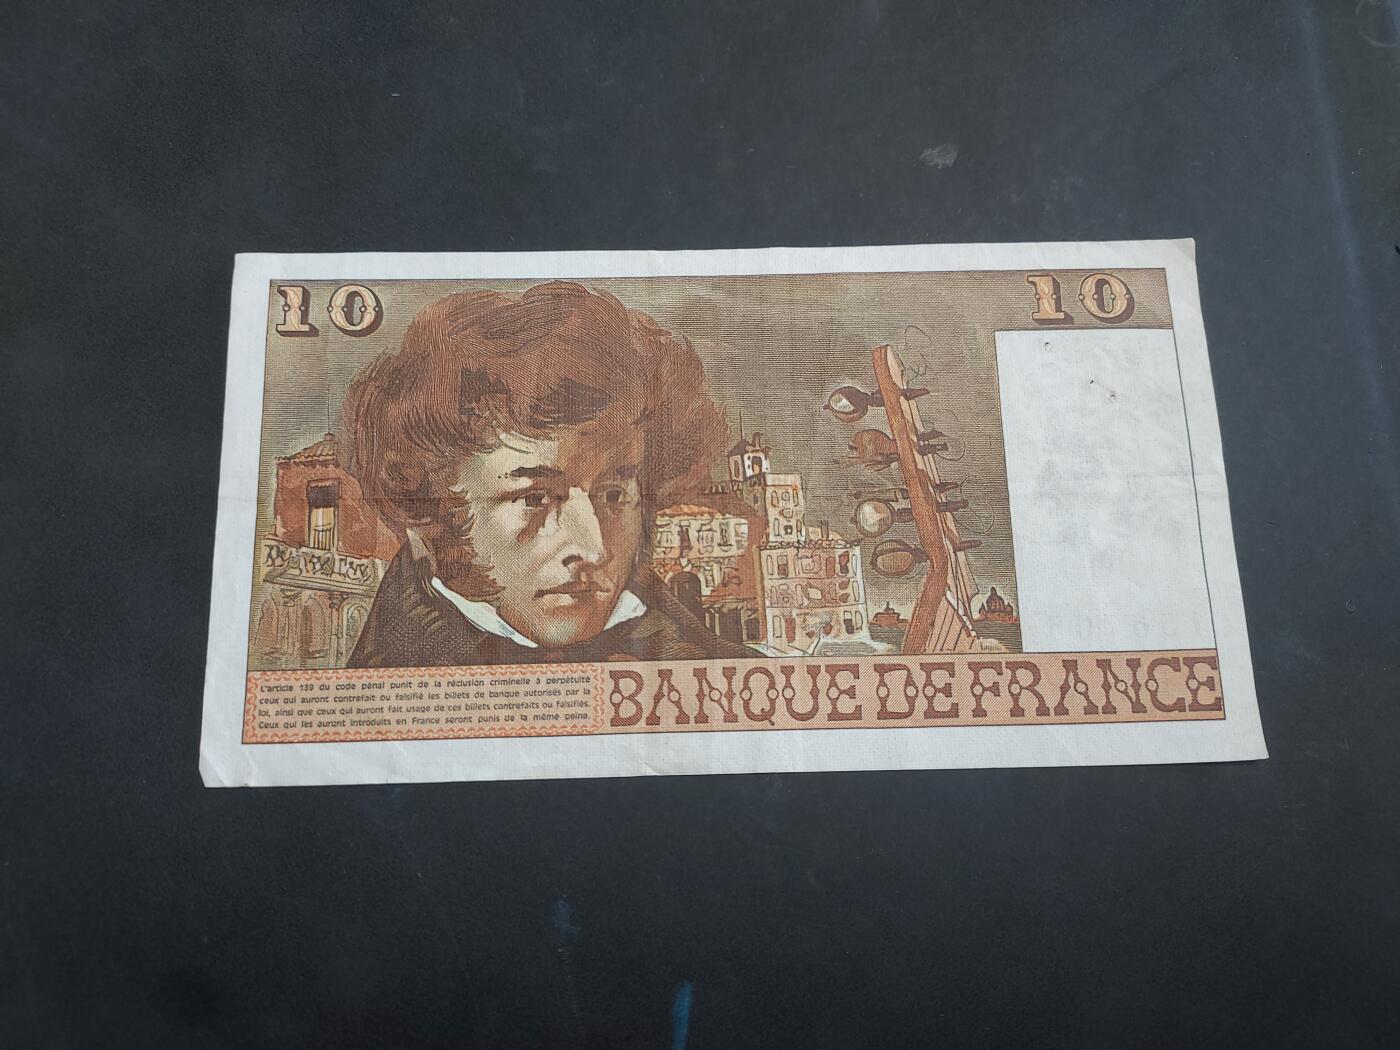 10
10
L'article 139 du code pénal punit de la réclusion criminelle à perpétuité
ceux qui auront contrefait ou falsifié les billets de banque autorisés par la
loi, ainsi que ceux qui auront fait usage de ces billets contrefaits ou falsifiés.
Ceux qui les auront introduits en France seront punis de la même peine.
BANQUE DE FRANCE